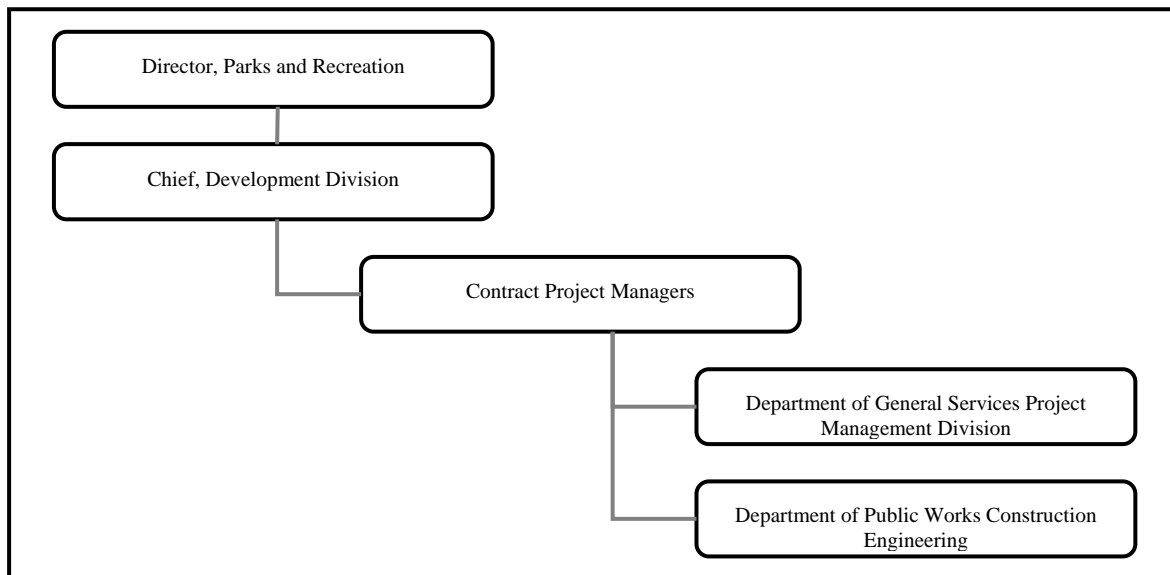 Director, Parks and Recreation
Chief, Development Division
Contract Project Managers
Department of General Services Project
Management Division
Department of Public Works Construction
Engineering